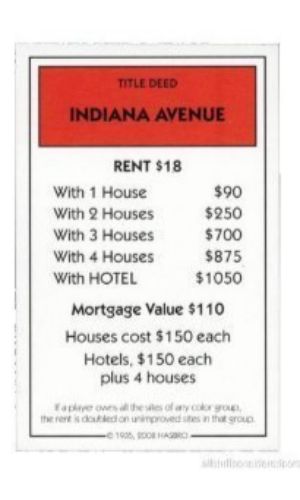 TITLE DEED
INDIANA AVENUE
RENT $18
With 1 House $90
With 2 Houses $250
With 3 Houses $700
With 4 Houses $875
With HOTEL $1050
Mortgage Value $110
Houses cost $150 each
Hotels, $150 each
plus 4 houses
If a player owns all the sites of any color group,
the rent is doubled on unimproved sites in that group.
© 1935, 2008 HASBRO